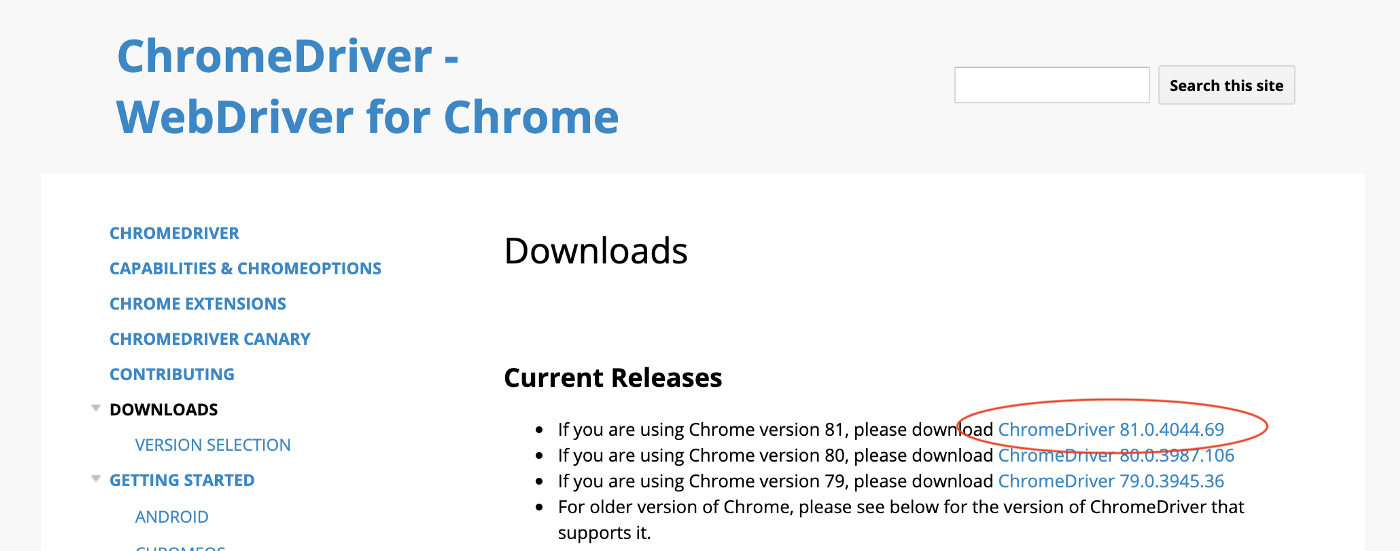 ChromeDriver -
WebDriver for Chrome
Search this site
CHROMEDRIVER
CAPABILITIES & CHROMEOPTIONS
CHROME EXTENSIONS
CHROMEDRIVER CANARY
CONTRIBUTING
DOWNLOADS
VERSION SELECTION
GETTING STARTED
ANDROID
CHROMEOS
Downloads
Current Releases
If you are using Chrome version 81, please download ChromeDriver 81.0.4044.69
If you are using Chrome version 80, please download ChromeDriver 80.0.3987.106
If you are using Chrome version 79, please download ChromeDriver 79.0.3945.36
For older version of Chrome, please see below for the version of ChromeDriver that
supports it.